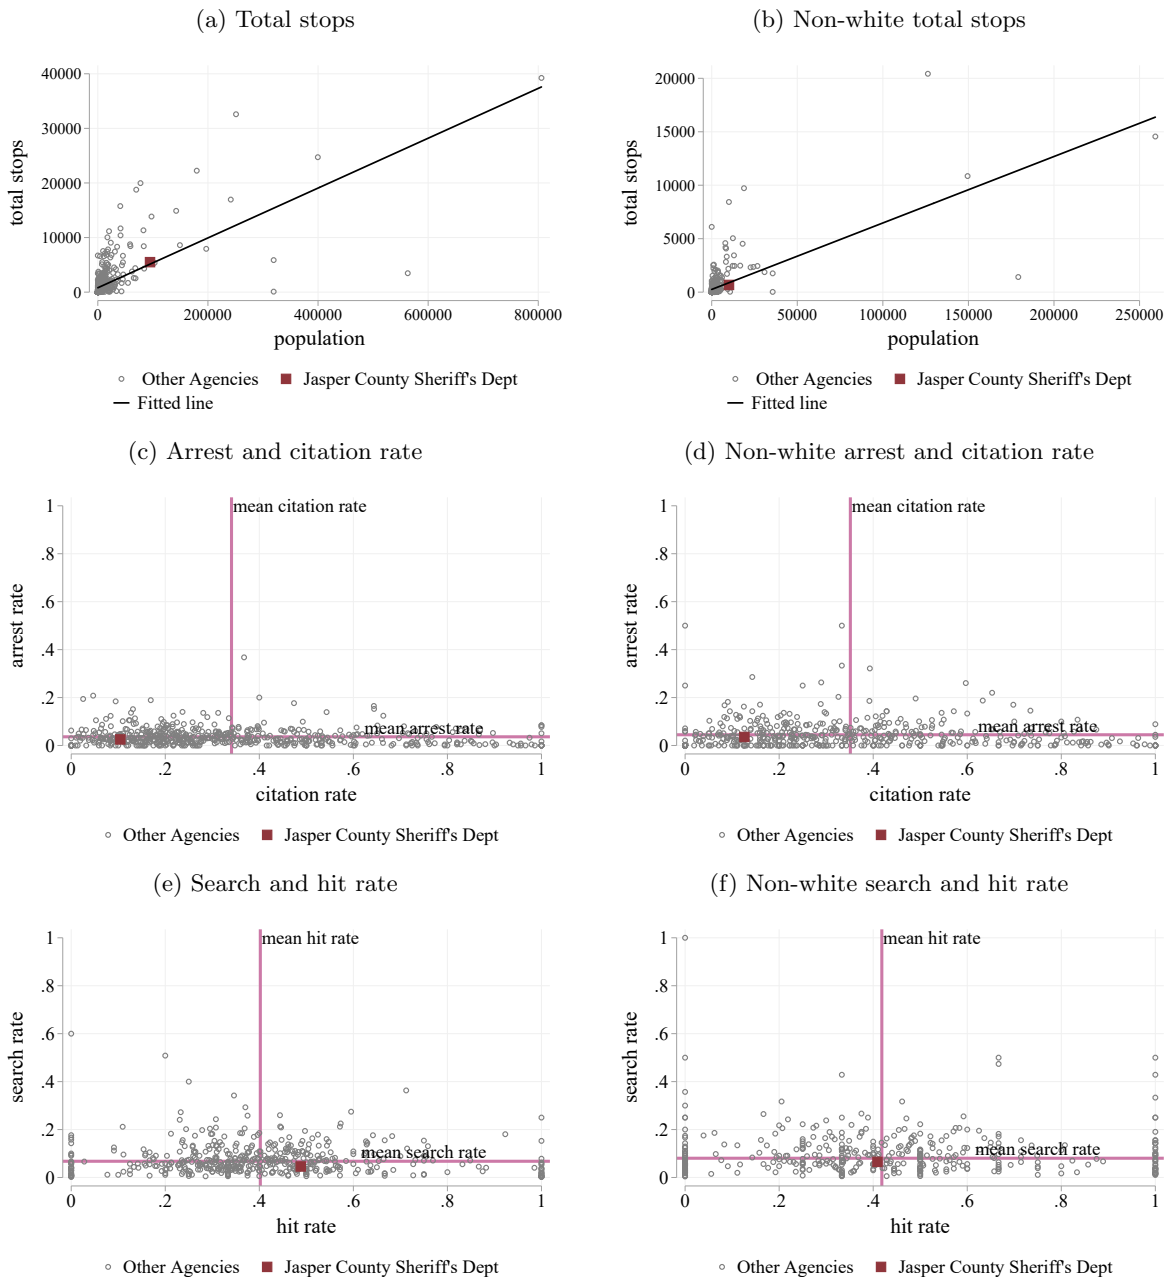 (a) Total stops
total stops
40000
30000
20000
10000
0
0 200000 400000 600000 800000
population
Other Agencies Jasper County Sheriff's Dept
Fitted line
(b) Non-white total stops
total stops
20000
15000
10000
5000
0
0 50000 100000 150000 200000 250000
population
Other Agencies Jasper County Sheriff's Dept
Fitted line
(c) Arrest and citation rate
mean citation rate
arrest rate
1
.8
.6
.4
.2
0
mean arrest rate
0 .2 .4 .6 .8 1
citation rate
Other Agencies Jasper County Sheriff's Dept
(d) Non-white arrest and citation rate
mean citation rate
arrest rate
1
.8
.6
.4
.2
0
mean arrest rate
0 .2 .4 .6 .8 1
citation rate
Other Agencies Jasper County Sheriff's Dept
(e) Search and hit rate
mean hit rate
search rate
1
.8
.6
.4
.2
0
mean search rate
0 .2 .4 .6 .8 1
hit rate
Other Agencies Jasper County Sheriff's Dept
(f) Non-white search and hit rate
mean hit rate
search rate
1
.8
.6
.4
.2
0
mean search rate
0 .2 .4 .6 .8 1
hit rate
Other Agencies Jasper County Sheriff's Dept